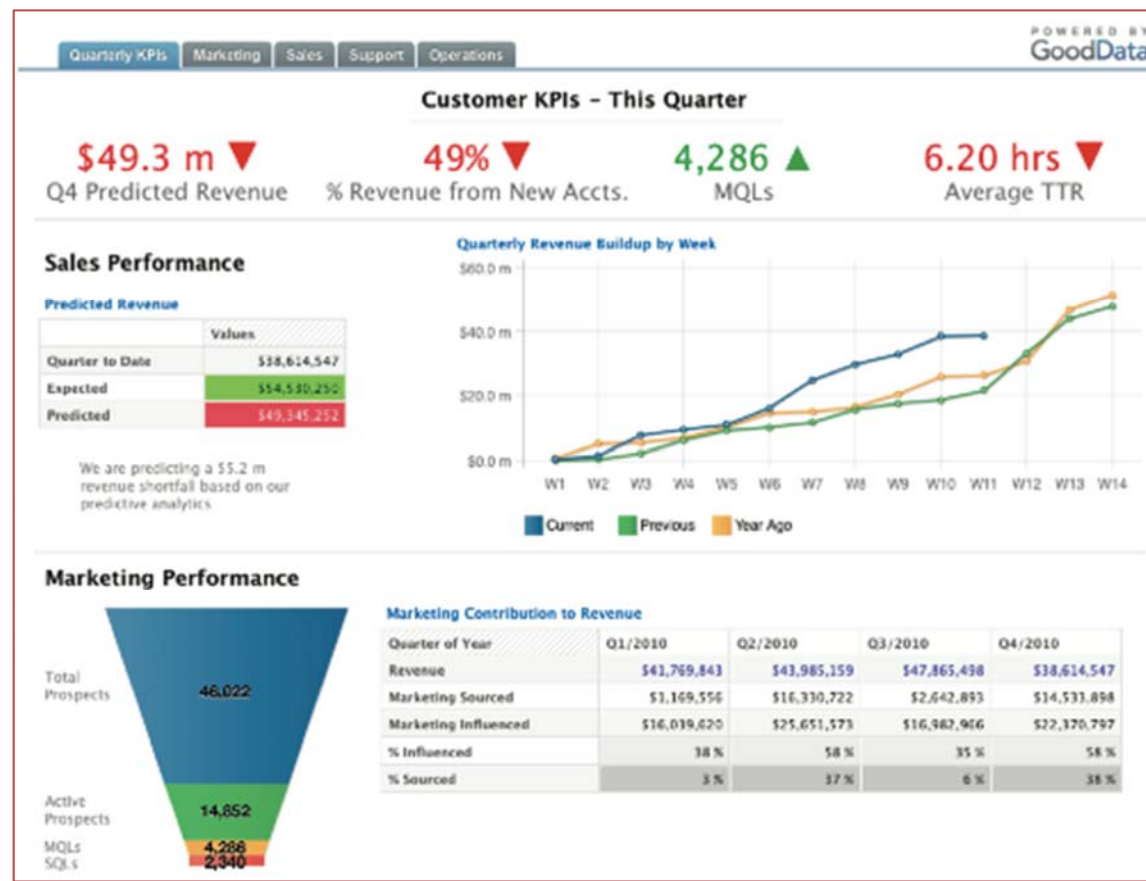 POWERED BY
GoodData
Quarterly KPIs Marketing Sales Support Operations
Customer KPIs – This Quarter
$49.3 m ▼ 49% ▼ 4,286 ▲ 6.20 hrs ▼
Q4 Predicted Revenue % Revenue from New Accts. MQLs Average TTR
Sales Performance
Predicted Revenue
Values
Quarter to Date $38,614,547
Expected $54,530,250
Predicted $49,345,252
We are predicting a $5.2 m
revenue shortfall based on our
predictive analytics
Quarterly Revenue Buildup by Week
$60.0 m
$40.0 m
$20.0 m
$0.0 m
W1 W2 W3 W4 W5 W6 W7 W8 W9 W10 W11 W12 W13 W14
Current Previous Year Ago
Marketing Performance
Total
Prospects
46,022
Active
Prospects
14,852
MQLs 4,286
SQLs 2,340
Marketing Contribution to Revenue
Quarter of Year Q1/2010 Q2/2010 Q3/2010 Q4/2010
Revenue $41,769,843 $43,985,159 $47,865,498 $38,614,547
Marketing Sourced $1,169,556 $16,330,722 $2,642,893 $14,533,898
Marketing Influenced $16,039,620 $25,651,573 $16,982,966 $22,370,797
% Influenced 38 % 58 % 35 % 58 %
% Sourced 3 % 37 % 6 % 38 %